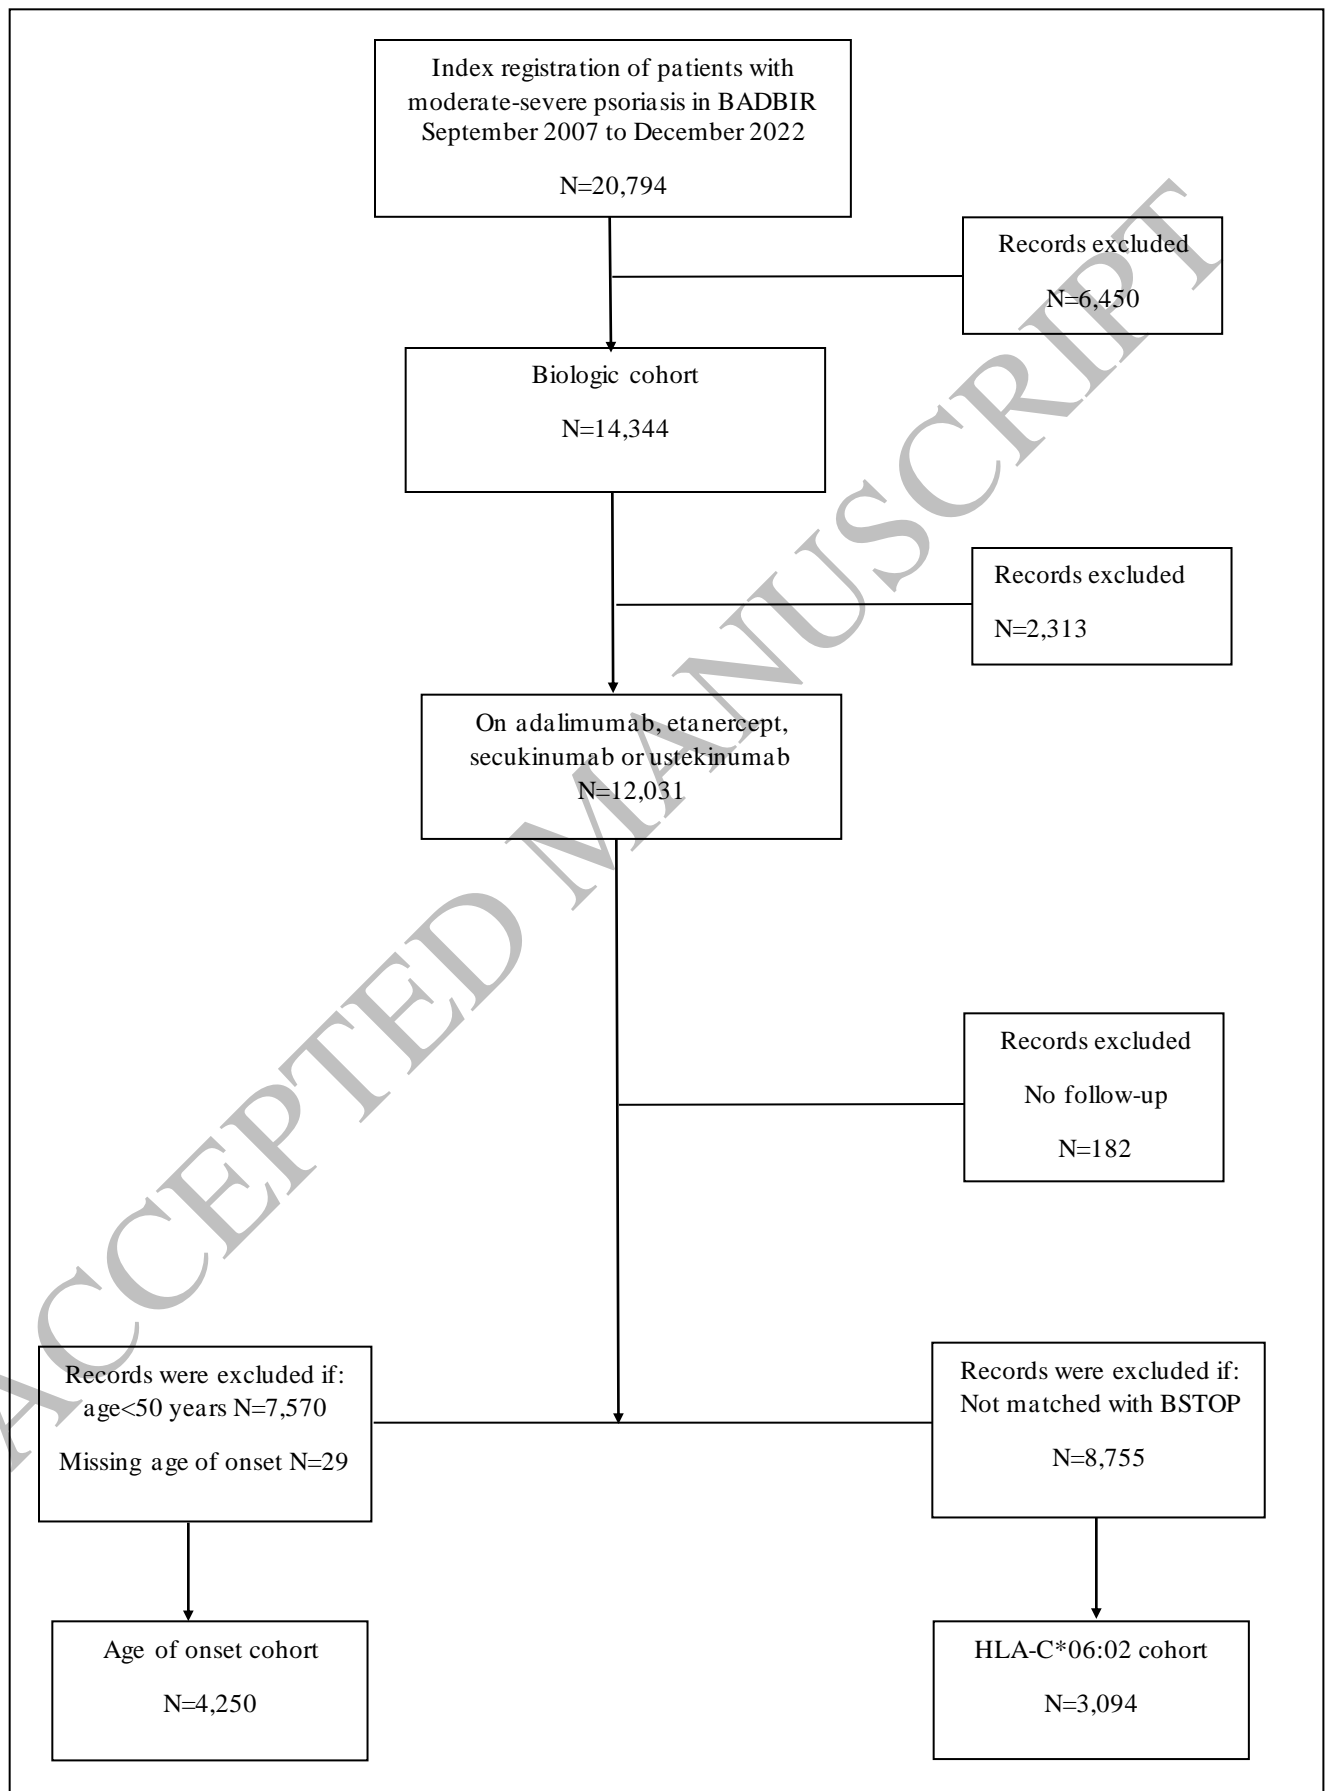 Index registration of patients with
moderate-severe psoriasis in BADBIR
September 2007 to December 2022
N=20,794
Records excluded
N=6,450
Biologic cohort
N=14,344
Records excluded
N=2,313
On adalimumab, etanercept,
secukinumab or ustekinumab
N=12,031
Records excluded
No follow-up
N=182
Records were excluded if:
age<50 years N=7,570
Missing age of onset N=29
Records were excluded if:
Not matched with BSTOP
N=8,755
Age of onset cohort
N=4,250
HLA-C*06:02 cohort
N=3,094
ACCEPTED MANUSCRIPT